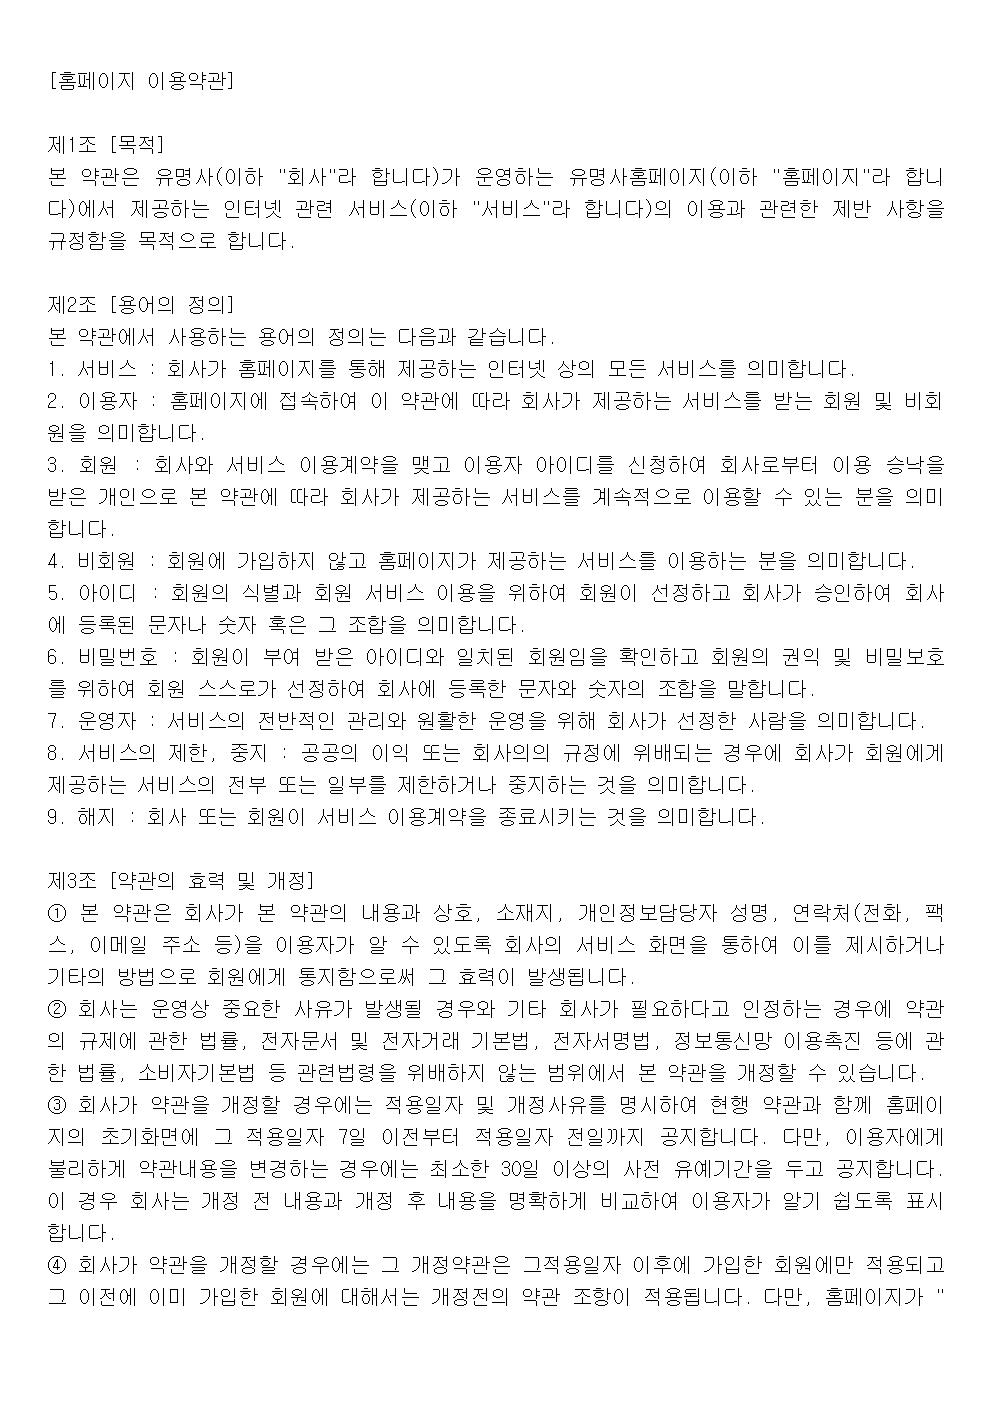 [홈페이지 이용약관]
제1조 [목적]
본 약관은 유명사(이하 "회사"라 합니다)가 운영하는 유명사홈페이지(이하 "홈페이지"라 합니
다)에서 제공하는 인터넷 관련 서비스(이하 "서비스"라 합니다)의 이용과 관련한 제반 사항을
규정함을 목적으로 합니다.
제2조 [용어의 정의]
본 약관에서 사용하는 용어의 정의는 다음과 같습니다.
1. 서비스 : 회사가 홈페이지를 통해 제공하는 인터넷 상의 모든 서비스를 의미합니다.
2. 이용자 : 홈페이지에 접속하여 이 약관에 따라 회사가 제공하는 서비스를 받는 회원 및 비회
원을 의미합니다.
3. 회원 : 회사와 서비스 이용계약을 맺고 이용자 아이디를 신청하여 회사로부터 이용 승낙을
받은 개인으로 본 약관에 따라 회사가 제공하는 서비스를 계속적으로 이용할 수 있는 분을 의미
합니다.
4. 비회원 : 회원에 가입하지 않고 홈페이지가 제공하는 서비스를 이용하는 분을 의미합니다.
5. 아이디 : 회원의 식별과 회원 서비스 이용을 위하여 회원이 선정하고 회사가 승인하여 회사
에 등록된 문자나 숫자 혹은 그 조합을 의미합니다.
6. 비밀번호 : 회원이 부여 받은 아이디와 일치된 회원임을 확인하고 회원의 권익 및 비밀보호
를 위하여 회원 스스로가 선정하여 회사에 등록한 문자와 숫자의 조합을 말합니다.
7. 운영자 : 서비스의 전반적인 관리와 원활한 운영을 위해 회사가 선정한 사람을 의미합니다.
8. 서비스의 제한, 중지 : 공공의 이익 또는 회사의의 규정에 위배되는 경우에 회사가 회원에게
제공하는 서비스의 전부 또는 일부를 제한하거나 중지하는 것을 의미합니다.
9. 해지 : 회사 또는 회원이 서비스 이용계약을 종료시키는 것을 의미합니다.
제3조 [약관의 효력 및 개정]
① 본 약관은 회사가 본 약관의 내용과 상호, 소재지, 개인정보담당자 성명, 연락처(전화, 팩
스, 이메일 주소 등)을 이용자가 알 수 있도록 회사의 서비스 화면을 통하여 이를 제시하거나
기타의 방법으로 회원에게 통지함으로써 그 효력이 발생됩니다.
② 회사는 운영상 중요한 사유가 발생될 경우와 기타 회사가 필요하다고 인정하는 경우에 약관
의 규제에 관한 법률, 전자문서 및 전자거래 기본법, 전자서명법, 정보통신망 이용촉진 등에 관
한 법률, 소비자기본법 등 관련법령을 위배하지 않는 범위에서 본 약관을 개정할 수 있습니다.
③ 회사가 약관을 개정할 경우에는 적용일자 및 개정사유를 명시하여 현행 약관과 함께 홈페이
지의 초기화면에 그 적용일자 7일 이전부터 적용일자 전일까지 공지합니다. 다만, 이용자에게
불리하게 약관내용을 변경하는 경우에는 최소한 30일 이상의 사전 유예기간을 두고 공지합니다.
이 경우 회사는 개정 전 내용과 개정 후 내용을 명확하게 비교하여 이용자가 알기 쉽도록 표시
합니다.
④ 회사가 약관을 개정할 경우에는 그 개정약관은 그적용일자 이후에 가입한 회원에만 적용되고
그 이전에 이미 가입한 회원에 대해서는 개정전의 약관 조항이 적용됩니다. 다만, 홈페이지가 "